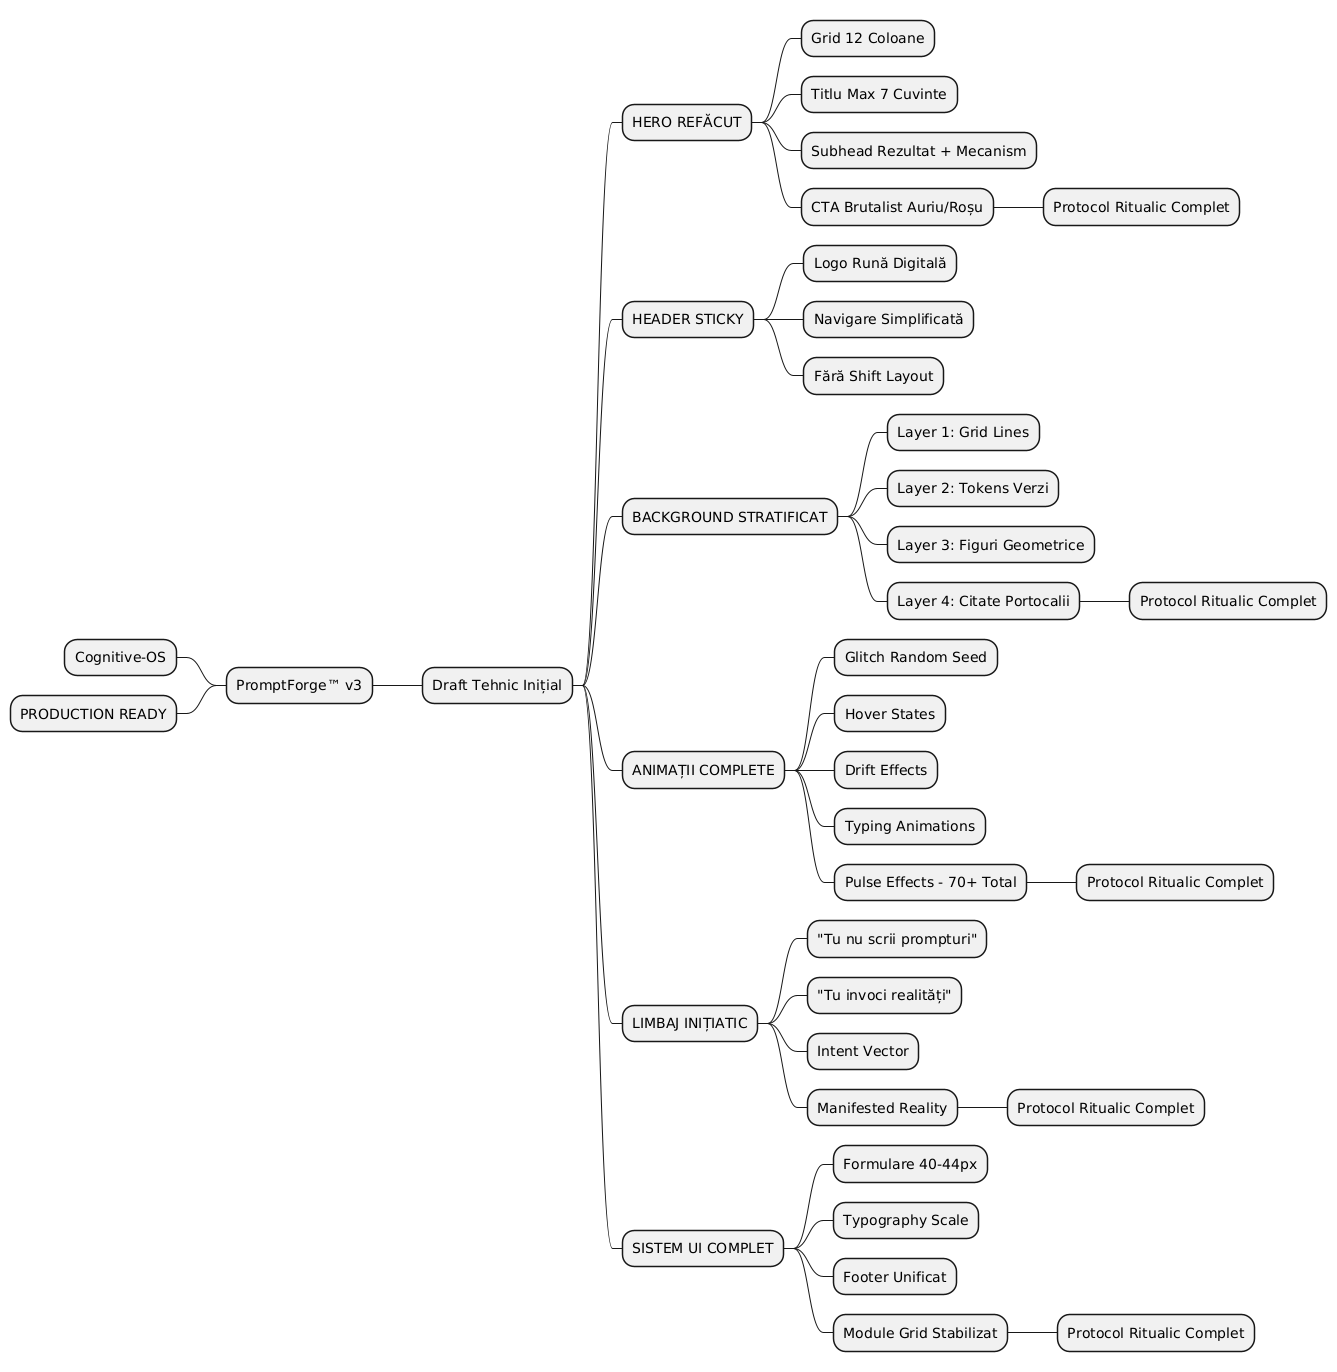 Cognitive-OS
PRODUCTION READY
PromptForge™ v3
Draft Tehnic Inițial
HERO REFĂCUT
Grid 12 Coloane
Titlu Max 7 Cuvinte
Subhead Rezultat + Mecanism
CTA Brutalist Auriu/Roșu
Protocol Ritualic Complet
HEADER STICKY
Logo Rună Digitală
Navigare Simplificată
Fără Shift Layout
BACKGROUND STRATIFICAT
Layer 1: Grid Lines
Layer 2: Tokens Verzi
Layer 3: Figuri Geometrice
Layer 4: Citate Portocalii
Protocol Ritualic Complet
ANIMAȚII COMPLETE
Glitch Random Seed
Hover States
Drift Effects
Typing Animations
Pulse Effects - 70+ Total
Protocol Ritualic Complet
LIMBAJ INIȚIATIC
"Tu nu scrii prompturi"
"Tu invoci realități"
Intent Vector
Manifested Reality
Protocol Ritualic Complet
SISTEM UI COMPLET
Formulare 40-44px
Typography Scale
Footer Unificat
Module Grid Stabilizat
Protocol Ritualic Complet